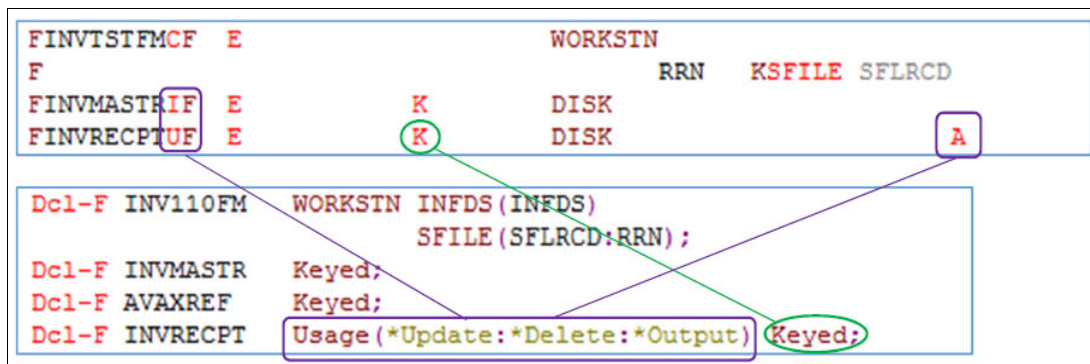 FINVTSTFMCF  E                    WORKSTN
F                                        RRN   KSFILE SFLRCD
FINVMASTRIF  E           K        DISK
FINVRECPTUF  E           K        DISK                      A
Dcl-F INV110FM   WORKSTN INFDS(INFDS)
                         SFILE(SFLRCD:RRN);
Dcl-F INVMASTR   Keyed;
Dcl-F AVAXREF    Keyed;
Dcl-F INVRECPT   Usage(*Update:*Delete:*Output) Keyed;